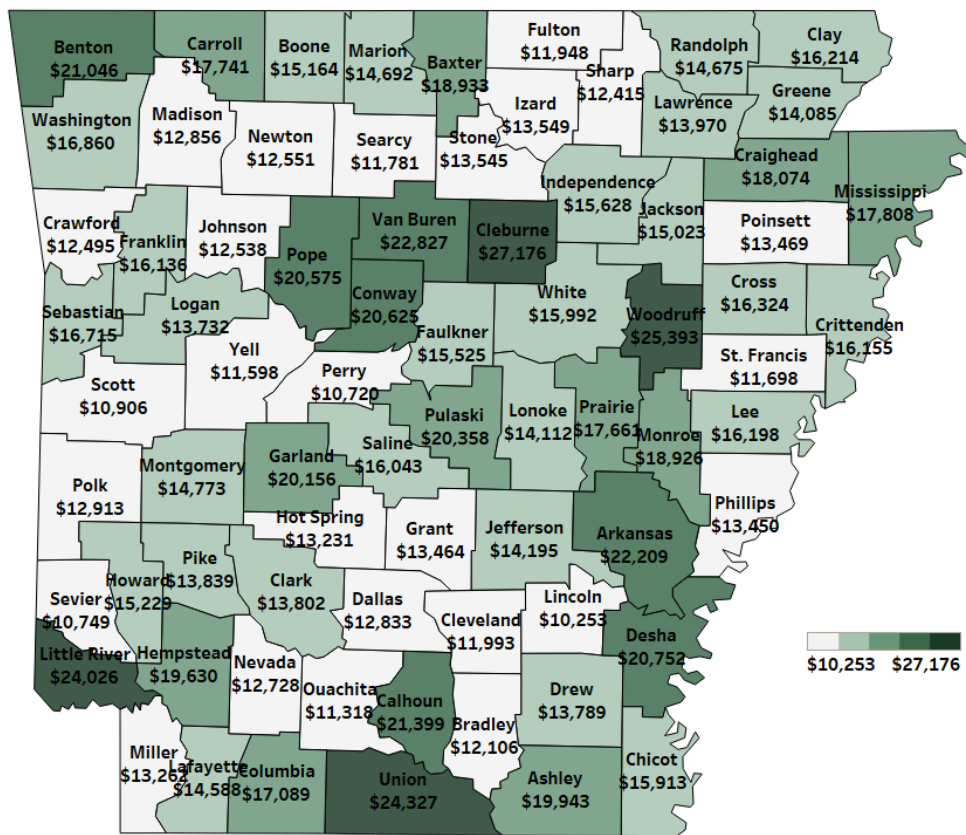 Benton
$21,046
Carroll
$17,741
Boone
$15,164
Marion
$14,692
Baxter
$18,933
Fulton
$11,948
Sharp
$12,415
Randolph
$14,675
Clay
$16,214
Washington
$16,860
Madison
$12,856
Newton
$12,551
Searcy
$11,781
Stone
$13,545
Izard
$13,549
Lawrence
$13,970
Greene
$14,085
Craighead
$18,074
Mississippi
$17,808
Crawford
$12,495
Franklin
$16,136
Johnson
$12,538
Pope
$20,575
Van Buren
$22,827
Cleburne
$27,176
Independence
$15,628
Jackson
$15,023
Poinsett
$13,469
Sebastian
$16,715
Logan
$13,732
Conway
$20,625
Faulkner
$15,525
White
$15,992
Woodruff
$25,393
Cross
$16,324
Crittenden
$16,155
Scott
$10,906
Yell
$11,598
Perry
$10,720
St. Francis
$11,698
Pulaski
$20,358
Lonoke
$14,112
Prairie
$17,661
Monroe
$18,926
Lee
$16,198
Polk
$12,913
Montgomery
$14,773
Garland
$20,156
Saline
$16,043
Phillips
$13,450
Hot Spring
$13,231
Grant
$13,464
Jefferson
$14,195
Arkansas
$22,209
Sevier
$10,749
Howard
$15,229
Pike
$13,839
Clark
$13,802
Dallas
$12,833
Cleveland
$11,993
Lincoln
$10,253
Desha
$20,752
Little River
$24,026
Hempstead
$19,630
Nevada
$12,728
Ouachita
$11,318
Calhoun
$21,399
Bradley
$12,106
Drew
$13,789
$10,253 $27,176
Miller
$13,262
Lafayette
$14,588
Columbia
$17,089
Union
$24,327
Ashley
$19,943
Chicot
$15,913